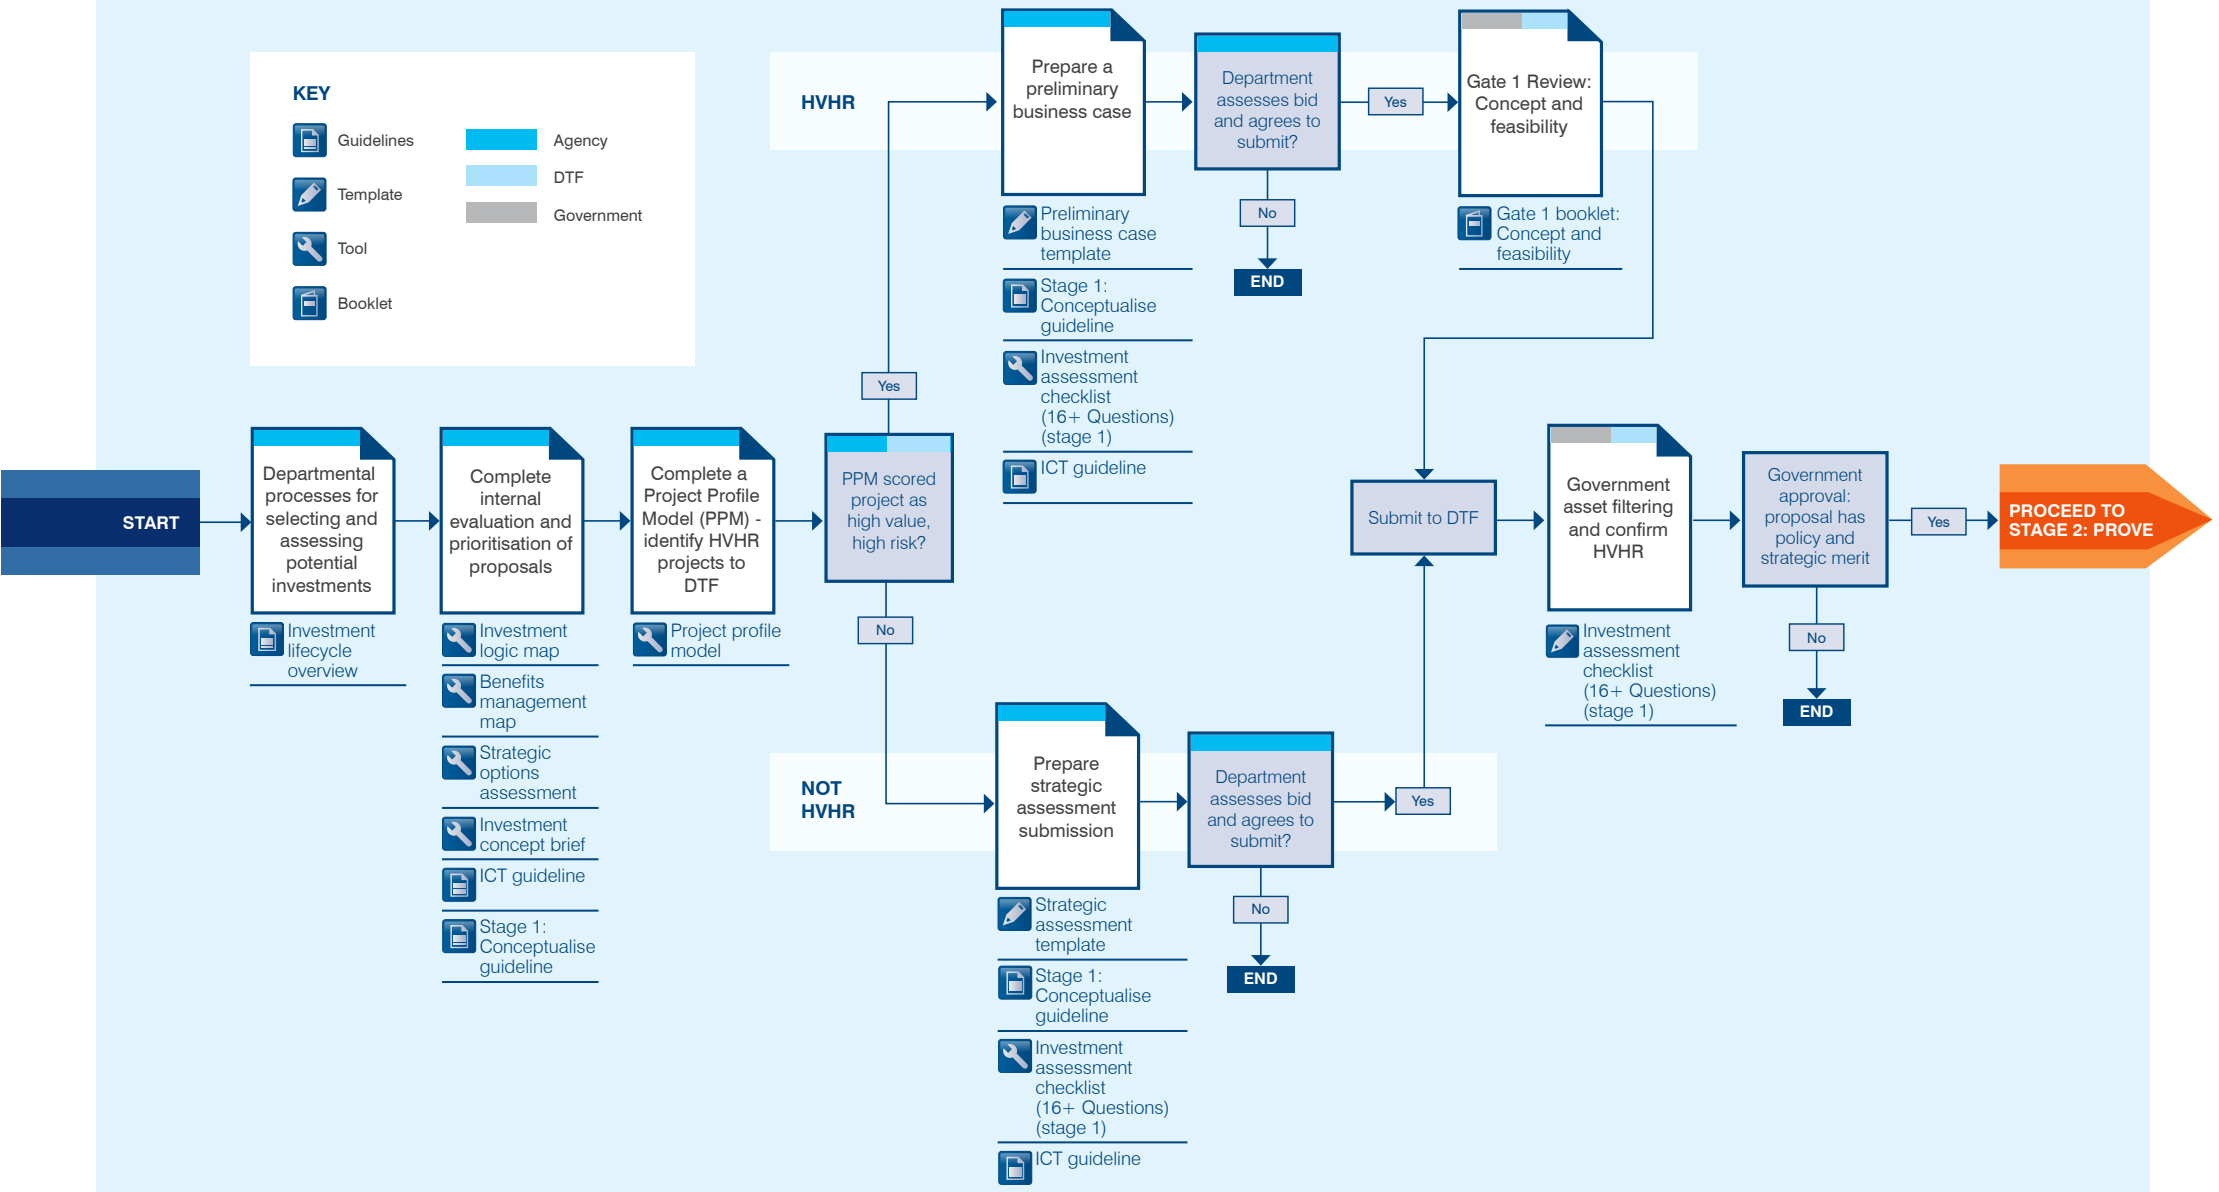 KEY
Guidelines
Template
Tool
Booklet
Agency
DTF
Government
START
Departmental
processes for
selecting and
assessing
potential
investments
Investment
lifecycle
overview
Complete
internal
evaluation and
prioritisation of
proposals
Investment
logic map
Benefits
management
map
Strategic
options
assessment
Investment
concept brief
ICT guideline
Stage 1:
Conceptualise
guideline
Complete a
Project Profile
Model (PPM) -
identify HVHR
projects to
DTF
Project profile
model
PPM scored
project as
high value,
high risk?
Yes
No
HVHR
Prepare a
preliminary
business case
Preliminary
business case
template
Stage 1:
Conceptualise
guideline
Investment
assessment
checklist
(16+ Questions)
(stage 1)
ICT guideline
Department
assesses bid
and agrees to
submit?
Yes
No
END
Gate 1 Review:
Concept and
feasibility
Gate 1 booklet:
Concept and
feasibility
NOT
HVHR
Prepare
strategic
assessment
submission
Strategic
assessment
template
Stage 1:
Conceptualise
guideline
Investment
assessment
checklist
(16+ Questions)
(stage 1)
ICT guideline
Department
assesses bid
and agrees to
submit?
Yes
No
END
Submit to DTF
Government
asset filtering
and confirm
HVHR
Investment
assessment
checklist
(16+ Questions)
(stage 1)
Government
approval:
proposal has
policy and
strategic merit
Yes
No
END
PROCEED TO
STAGE 2: PROVE